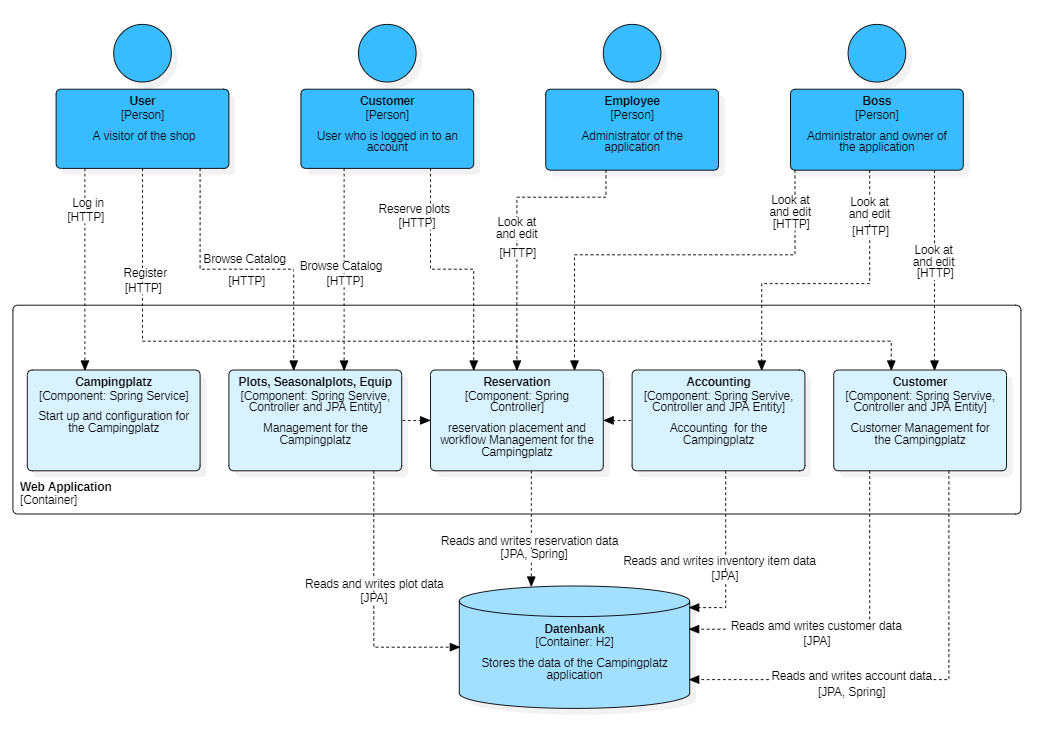 User
[Person]
A visitor of the shop
Customer
[Person]
User who is logged in to an
account
Employee
[Person]
Administrator of the
application
Boss
[Person]
Administrator and owner of
the application
Log in
[HTTP]
Register
[HTTP]
Browse Catalog
[HTTP]
Browse Catalog
[HTTP]
Reserve plots
[HTTP]
Look at
and edit
[HTTP]
Look at
and edit
[HTTP]
Look at
and edit
[HTTP]
Look at
and edit
[HTTP]
Campingplatz
[Component: Spring Service]
Start up and configuration for
the Campingplatz
Plots, Seasonalplots, Equip
[Component: Spring Servive,
Controller and JPA Entity]
Management for the
Campingplatz
Reservation
[Component: Spring
Controller]
reservation placement and
workflow Management for the
Campingplatz
Accounting
[Component: Spring Servive,
Controller and JPA Entity]
Accounting for the
Campingplatz
Customer
[Component: Spring Servive,
Controller and JPA Entity]
Customer Management for
the Campingplatz
Web Application
[Container]
Reads and writes reservation data
[JPA, Spring]
Reads and writes inventory item data
[JPA]
Reads and writes plot data
[JPA]
Reads amd writes customer data
[JPA]
Reads and writes account data
[JPA, Spring]
Datenbank
[Container: H2]
Stores the data of the Campingplatz
application